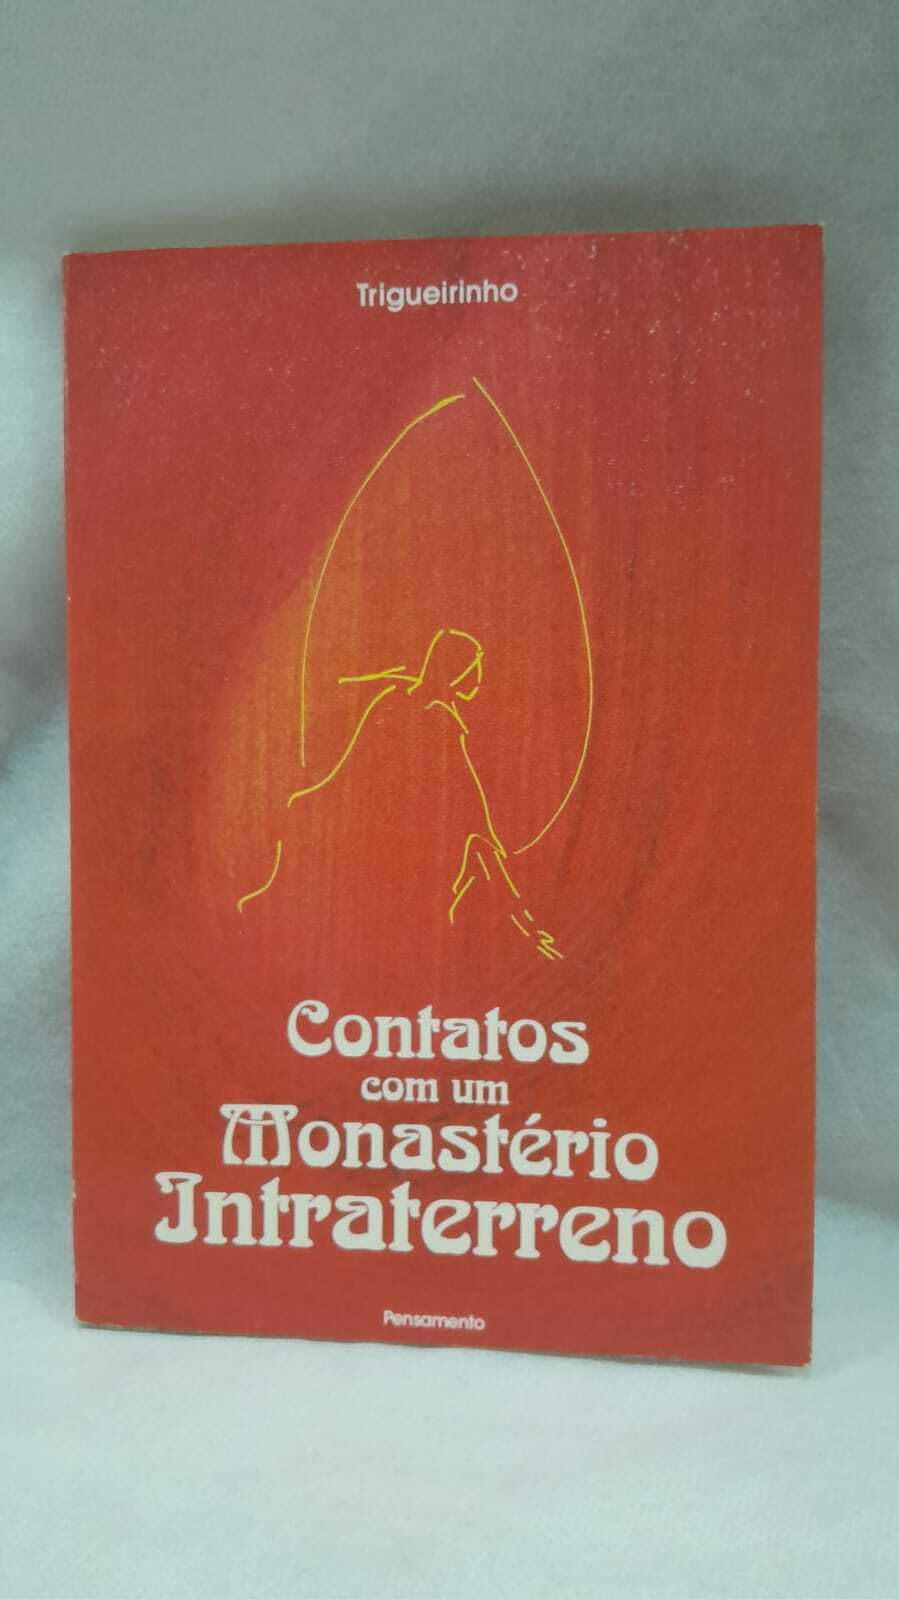 Trigueirinho
Contatos
com um
Monastério
Intraterreno
Pensamento